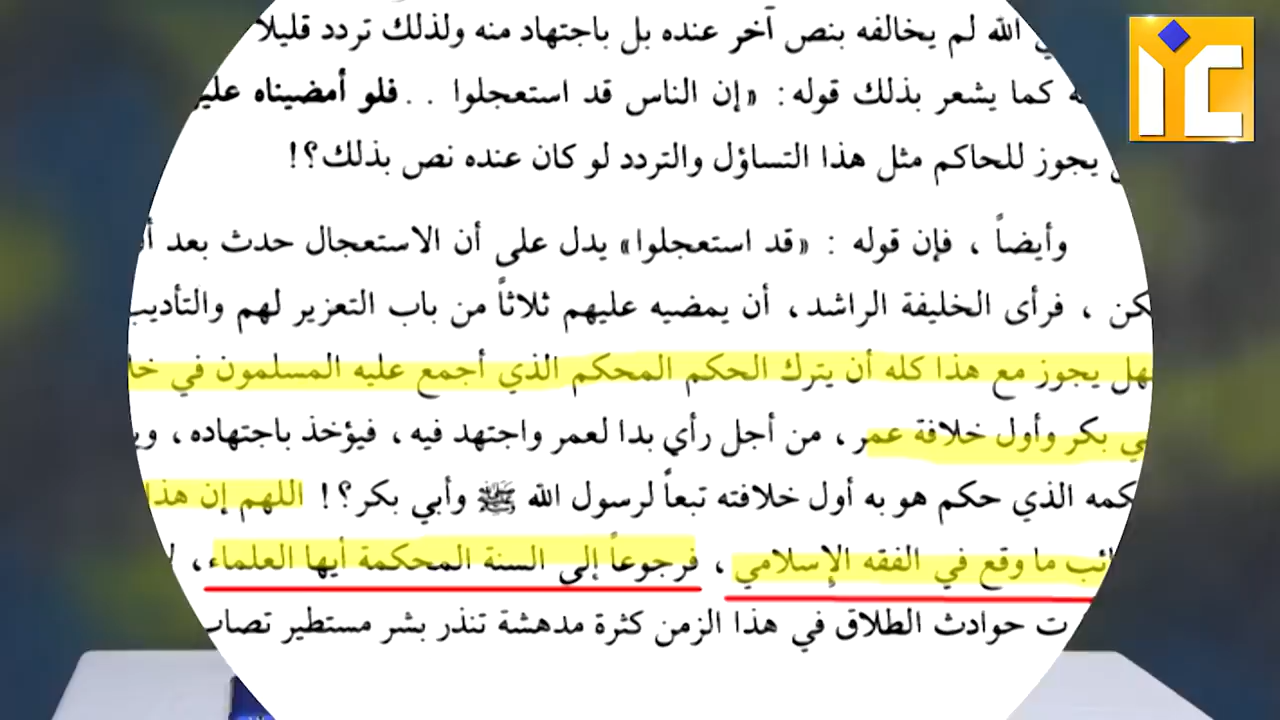 الله لم يخالفه بنص آخر عنده بل باجتهاد منه ولذلك تردد قليلا
كما يشعر بذلك قوله: «إن الناس قد استعجلوا . . فلو أمضيناه
يجوز للحاكم مثل هذا التساؤل والتردد لو كان عنده نص بذلك؟!
وأيضاً ، فإن قوله : «قد استعجلوا» يدل على أن الاستعجال حدث بعد
، فرأى الخليفة الراشد، أن يمضيه عليهم ثلاثاً من باب التعزير لهم والتأديب
يجوز مع هذا كله أن يترك الحكم المحكم الذي أجمع عليه المسلمون في
بكر وأول خلافة عمر، من أجل رأي بدا لعمر واجتهد فيه، فيؤخذ باجتهاده،
الذي حكم هو به أول خلافته تبعاً لرسول الله ﷺ وأبي بكر؟! اللهم إن هذا
ما وقع في الفقه الإسلامي ، فرجوعاً إلى السنة المحكمة أيها العلماء،
حوادث الطلاق في هذا الزمن كثرة مدهشة تنذر بشر مستطير